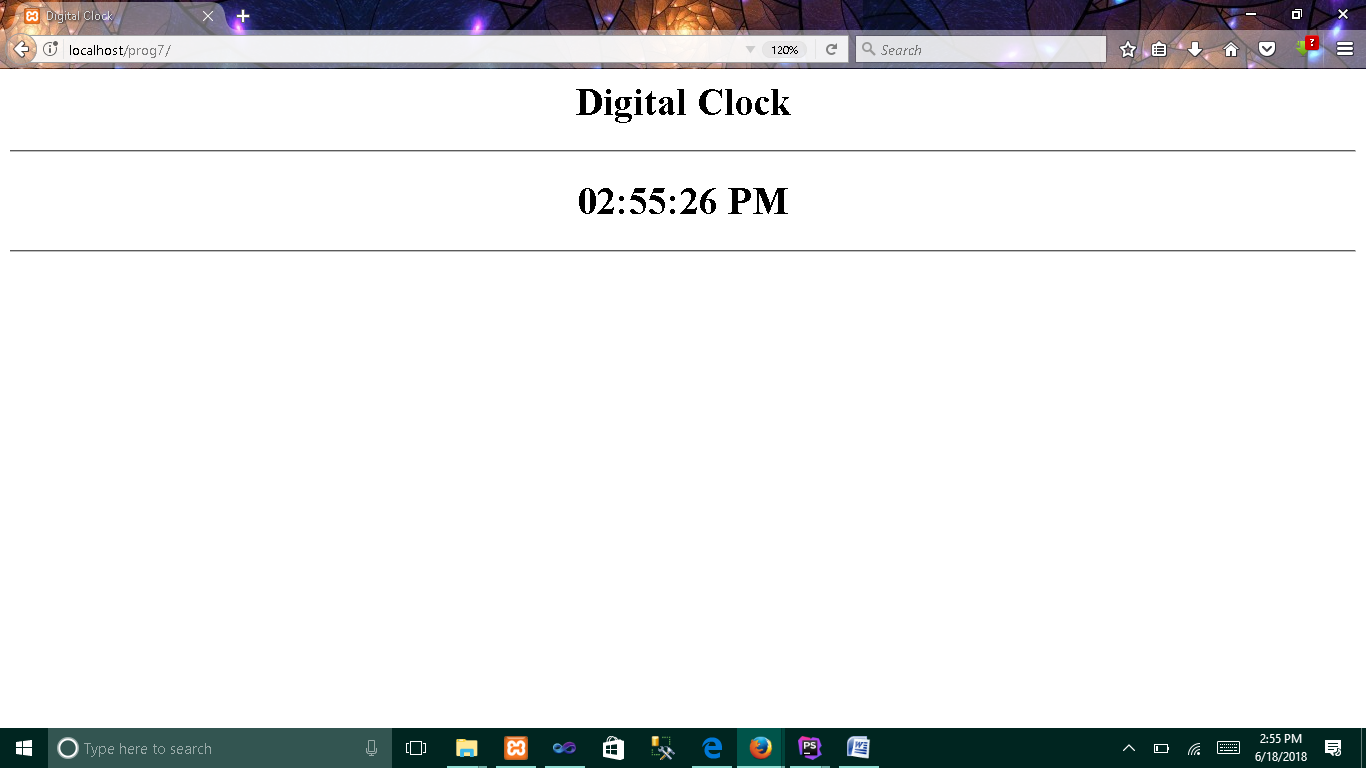 Digital Clock
localhost/prog7/
120%
Search
?
Digital Clock
02:55:26 PM
Type here to search
PS
W
2:55 PM
6/18/2018